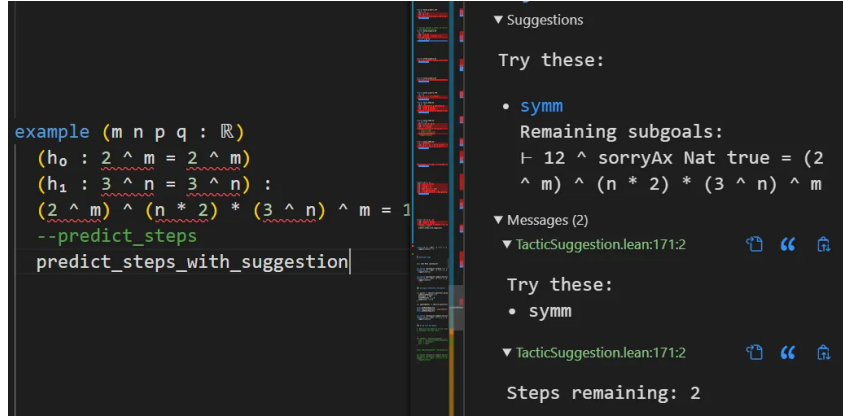 example (m n p q : ℝ)
(h₀ : 2 ^ m = 2 ^ m)
(h₁ : 3 ^ n = 3 ^ n) :
(2 ^ m) ^ (n * 2) * (3 ^ n) ^ m = 1
--predict_steps
predict_steps_with_suggestion
▼ Suggestions
Try these:
• symm
Remaining subgoals:
⊢ 12 ^ sorryAx Nat true = (2
^ m) ^ (n * 2) * (3 ^ n) ^ m
▼ Messages (2)
▼ TacticSuggestion.lean:171:2
Try these:
• symm
▼ TacticSuggestion.lean:171:2
Steps remaining: 2